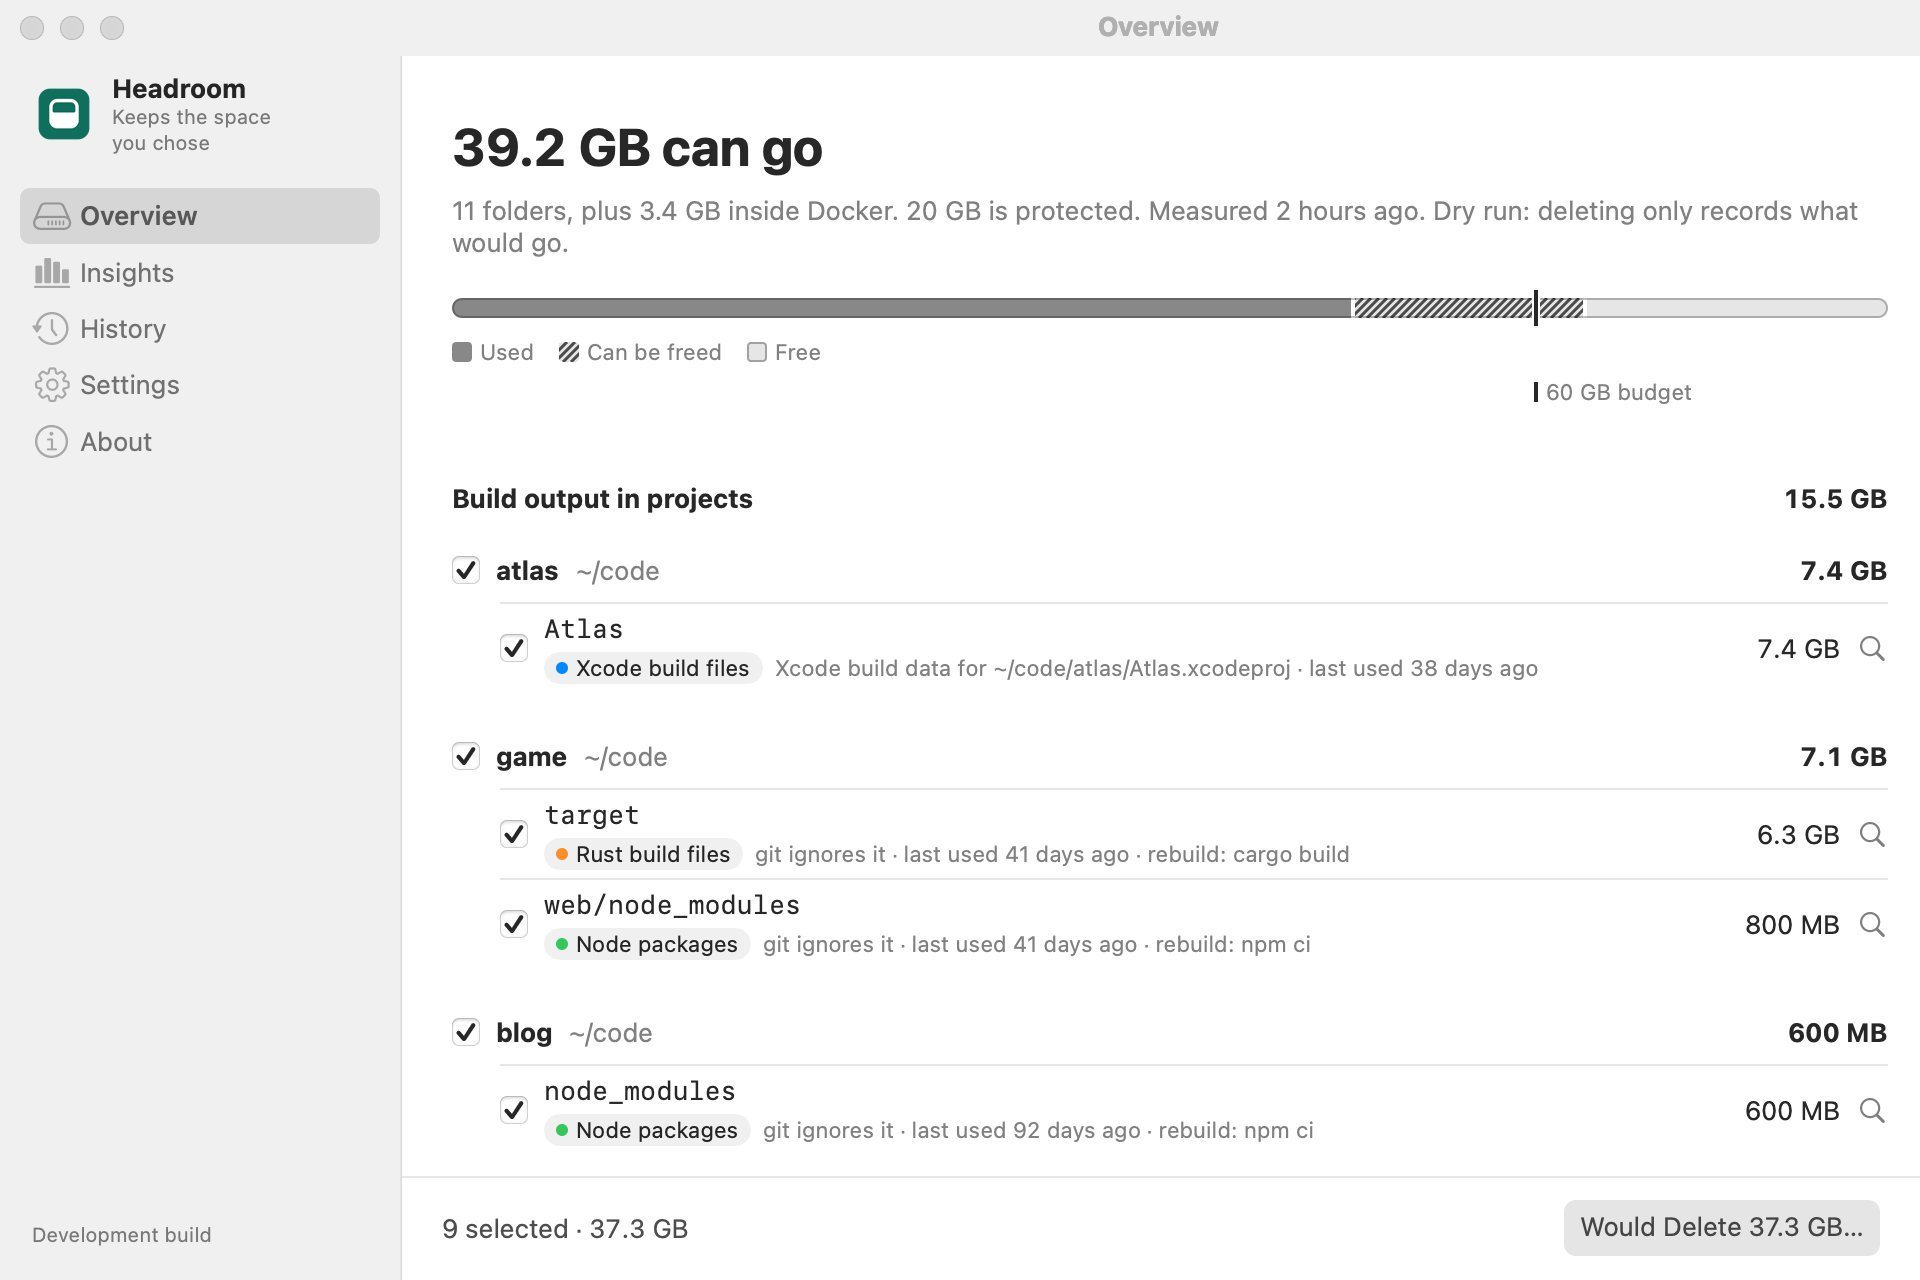 Overview
Headroom
Keeps the space
you chose
Overview
Insights
History
Settings
About
Development build
39.2 GB can go
11 folders, plus 3.4 GB inside Docker. 20 GB is protected. Measured 2 hours ago. Dry run: deleting only records what
would go.
Used Can be freed Free
60 GB budget
Build output in projects 15.5 GB
atlas ~/code 7.4 GB
Atlas
7.4 GB
Xcode build files Xcode build data for ~/code/atlas/Atlas.xcodeproj · last used 38 days ago
game ~/code 7.1 GB
target
6.3 GB
Rust build files git ignores it · last used 41 days ago · rebuild: cargo build
web/node_modules
800 MB
Node packages git ignores it · last used 41 days ago · rebuild: npm ci
blog ~/code 600 MB
node_modules
600 MB
Node packages git ignores it · last used 92 days ago · rebuild: npm ci
9 selected · 37.3 GB
Would Delete 37.3 GB...